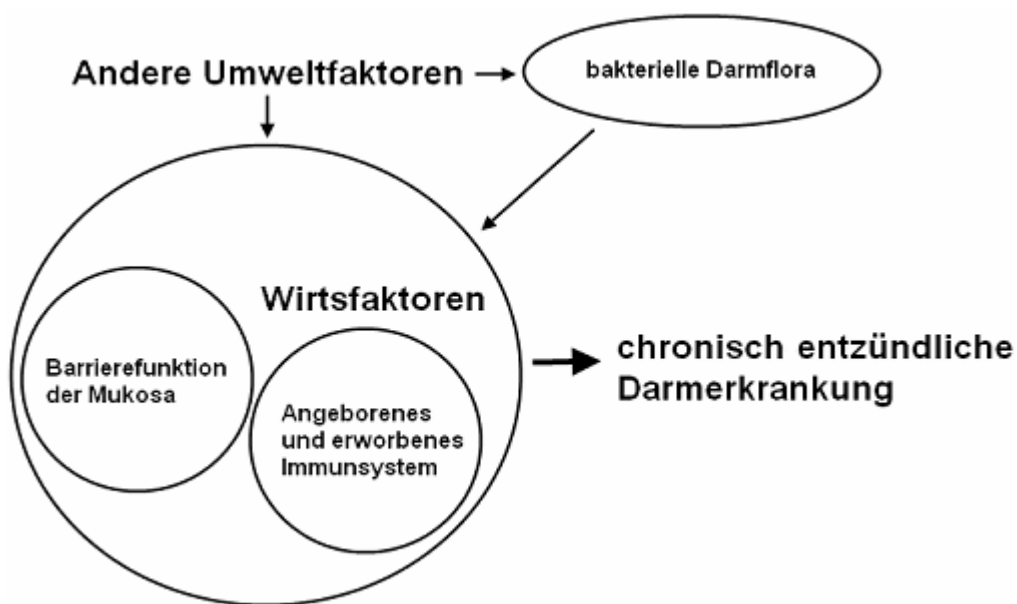 Andere Umweltfaktoren
bakterielle Darmflora
Wirtsfaktoren
Barrierefunktion
der Mukosa
Angeborenes
und erworbenes
Immunsystem
chronisch entzündliche
Darmerkrankung